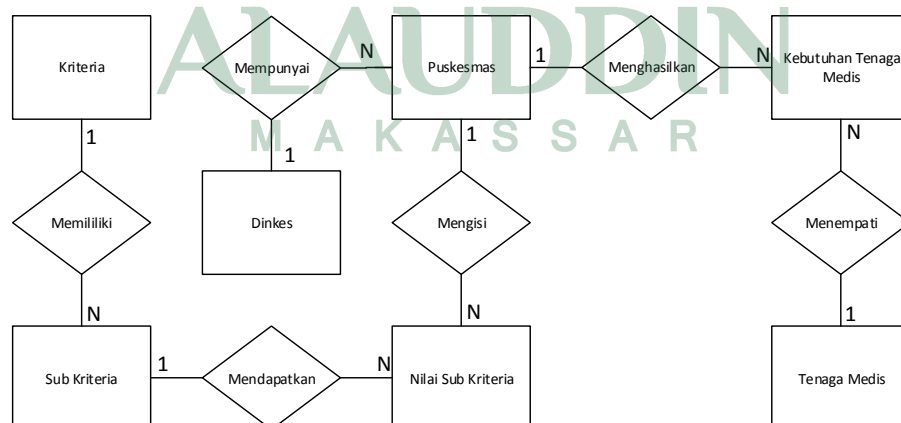 ALAUDDIN
MAKASSAR
Kriteria
Mempunyai
N
Puskesmas
1
Menghasilkan
N
Kebutuhan Tenaga
Medis
1
1
1
N
Memililiki
Dinkes
Mengisi
Menempati
N
N
1
Sub Kriteria
1
Mendapatkan
N
Nilai Sub Kriteria
Tenaga Medis